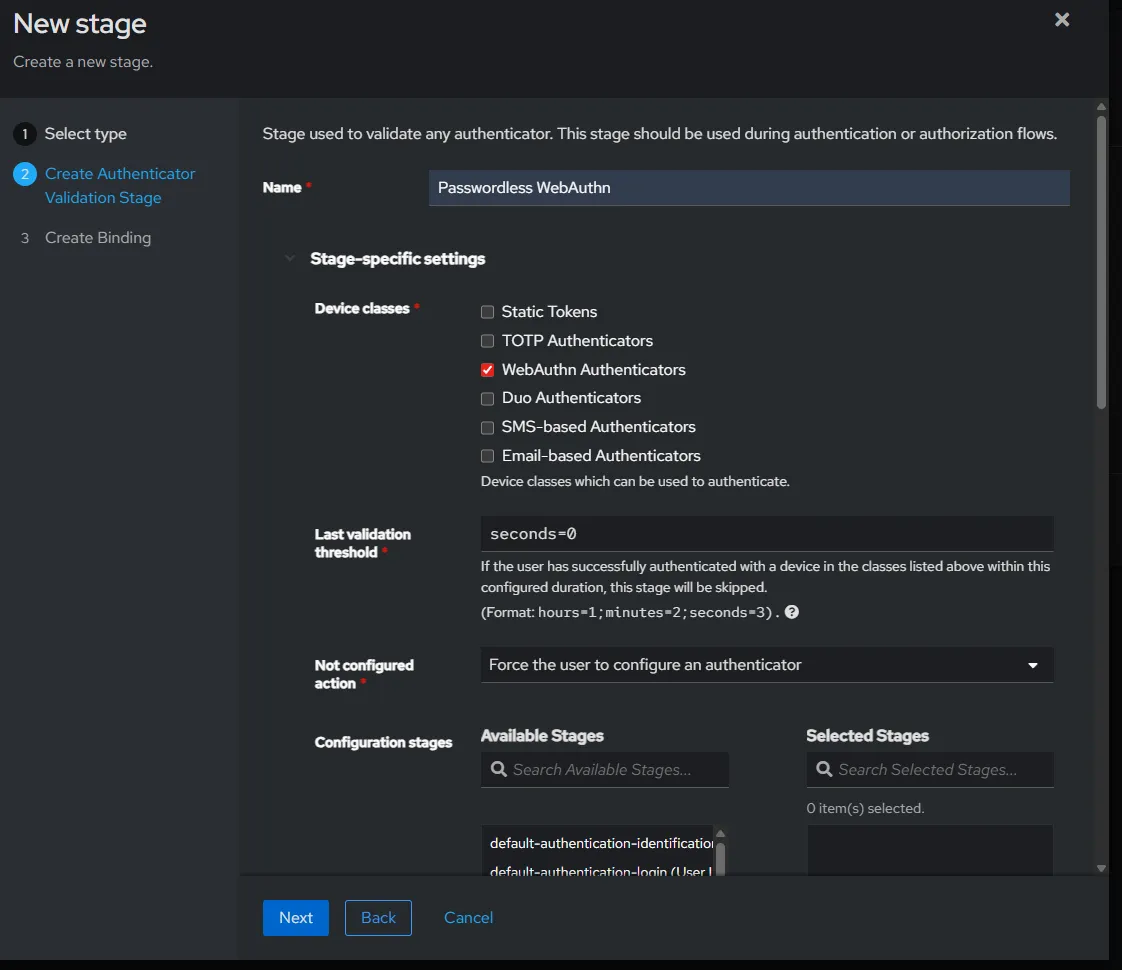 New stage
Create a new stage.
1 Select type
2 Create Authenticator
Validation Stage
3 Create Binding
Stage used to validate any authenticator. This stage should be used during authentication or authorization flows.
Name *
Passwordless WebAuthn
Stage-specific settings
Device classes *
Static Tokens
TOTP Authenticators
WebAuthn Authenticators
Duo Authenticators
SMS-based Authenticators
Email-based Authenticators
Device classes which can be used to authenticate.
Last validation
threshold *
seconds=0
If the user has successfully authenticated with a device in the classes listed above within this
configured duration, this stage will be skipped.
(Format: hours=1;minutes=2;seconds=3). ?
Not configured
action *
Force the user to configure an authenticator
Configuration stages
Available Stages
Search Available Stages...
Selected Stages
Search Selected Stages...
0 item(s) selected.
default-authentication-identification
default-authentication-login (User
Next
Back
Cancel